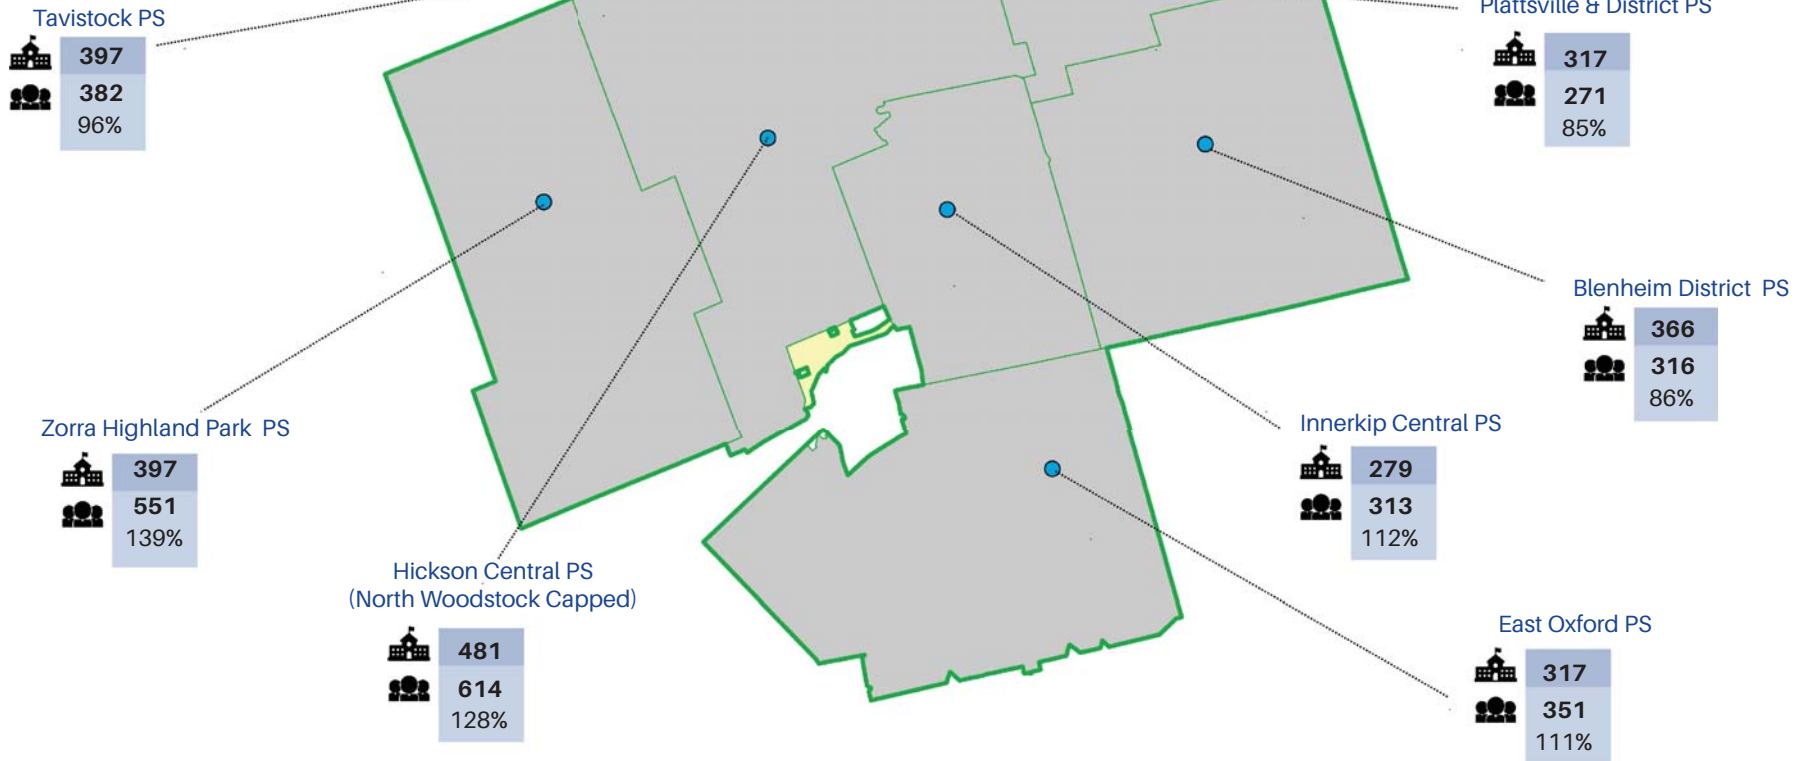 Tavistock PS
397
382
96%
Plattsville & District PS
317
271
85%
Blenheim District PS
366
316
86%
Zorra Highland Park PS
397
551
139%
Innerkip Central PS
279
313
112%
Hickson Central PS
(North Woodstock Capped)
481
614
128%
East Oxford PS
317
351
111%